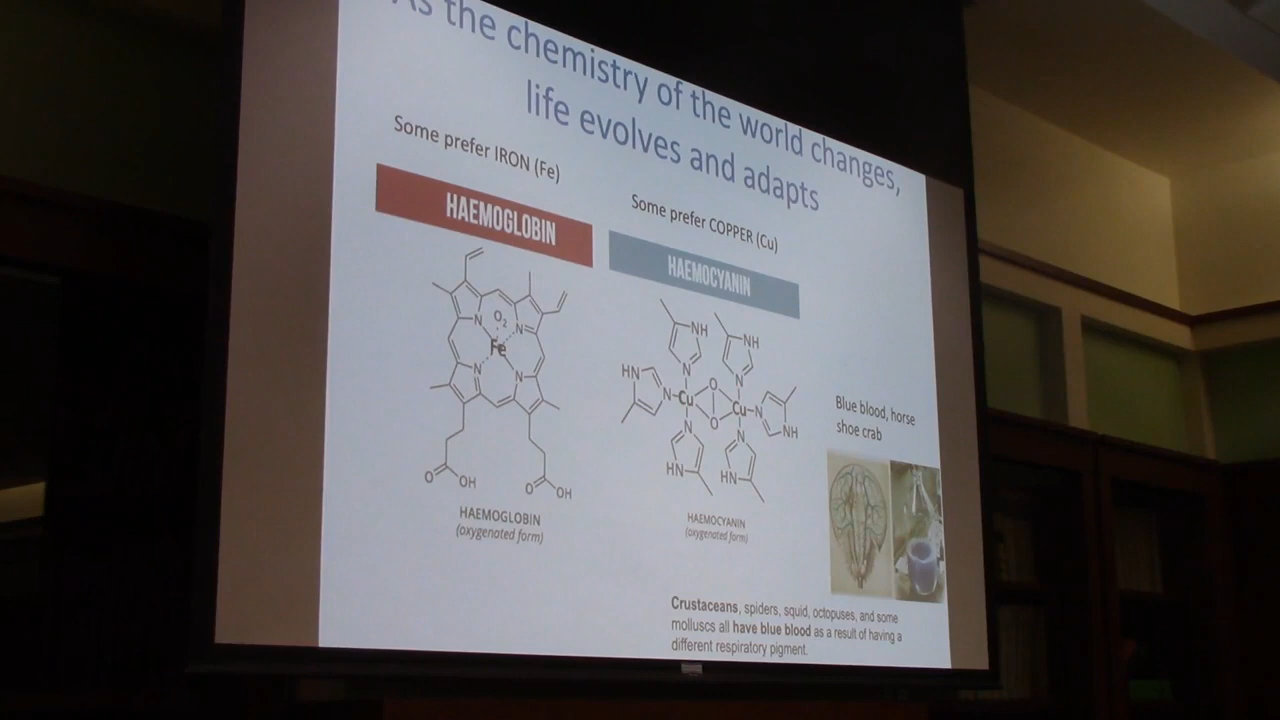 As the chemistry of the world changes,
life evolves and adapts
Some prefer IRON (Fe)
HAEMOGLOBIN
Some prefer COPPER (Cu)
HAEMOCYANIN
O2
N
N
Fe
N
N
O
OH
O
OH
HAEMOGLOBIN
(oxygenated form)
NH
NH
HN
N
N
N
Cu
O
O
Cu
N
NH
N
N
HN
HN
HAEMOCYANIN
(oxygenated form)
Blue blood, horse
shoe crab
Crustaceans, spiders, squid, octopuses, and some
molluscs all have blue blood as a result of having a
different respiratory pigment.